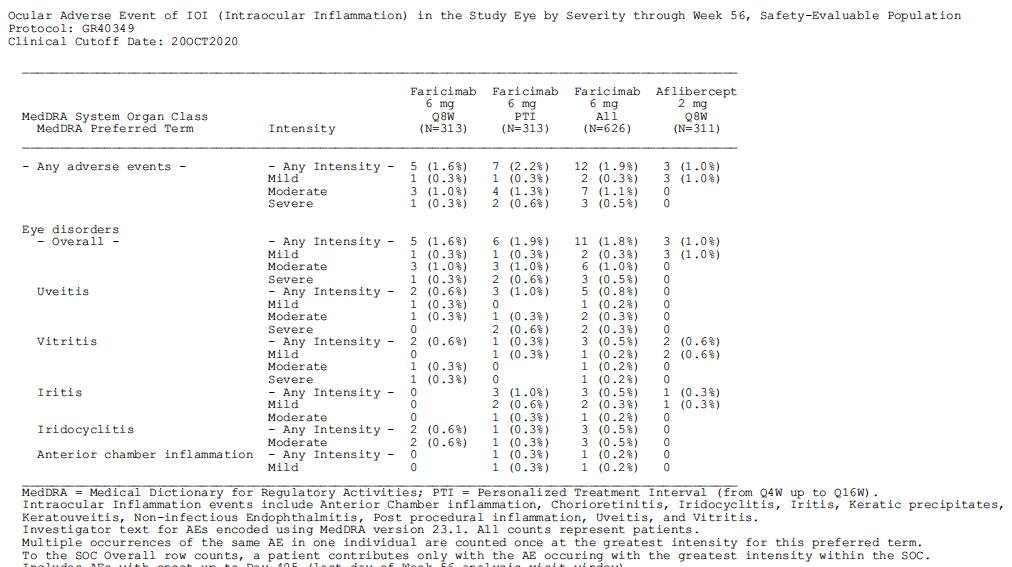 Ocular Adverse Event of IOI (Intraocular Inflammation) in the Study Eye by Severity through Week 56, Safety-Evaluable Population
Protocol: GR40349
Clinical Cutoff Date: 20OCT2020
Faricimab Faricimab Faricimab Aflibercept
6 mg 6 mg 6 mg 2 mg
MedDRA System Organ Class Q8W PTI All Q8W
MedDRA Preferred Term Intensity (N=313) (N=313) (N=626) (N=311)
- Any adverse events - - Any Intensity - 5 (1.6%) 7 (2.2%) 12 (1.9%) 3 (1.0%)
Mild 1 (0.3%) 1 (0.3%) 2 (0.3%) 3 (1.0%)
Moderate 3 (1.0%) 4 (1.3%) 7 (1.1%) 0
Severe 1 (0.3%) 2 (0.6%) 3 (0.5%) 0
Eye disorders
- Overall - - Any Intensity - 5 (1.6%) 6 (1.9%) 11 (1.8%) 3 (1.0%)
Mild 1 (0.3%) 1 (0.3%) 2 (0.3%) 3 (1.0%)
Moderate 3 (1.0%) 3 (1.0%) 6 (1.0%) 0
Severe 1 (0.3%) 2 (0.6%) 3 (0.5%) 0
Uveitis - Any Intensity - 2 (0.6%) 3 (1.0%) 5 (0.8%) 0
Mild 1 (0.3%) 0 1 (0.2%) 0
Moderate 1 (0.3%) 1 (0.3%) 2 (0.3%) 0
Severe 0 2 (0.6%) 2 (0.3%) 0
Vitritis - Any Intensity - 2 (0.6%) 1 (0.3%) 3 (0.5%) 2 (0.6%)
Mild 0 1 (0.3%) 1 (0.2%) 2 (0.6%)
Moderate 1 (0.3%) 0 1 (0.2%) 0
Severe 1 (0.3%) 0 1 (0.2%) 0
Iritis - Any Intensity - 0 3 (1.0%) 3 (0.5%) 1 (0.3%)
Mild 0 2 (0.6%) 2 (0.3%) 1 (0.3%)
Moderate 0 1 (0.3%) 1 (0.2%) 0
Iridocyclitis - Any Intensity - 2 (0.6%) 1 (0.3%) 3 (0.5%) 0
Moderate 2 (0.6%) 1 (0.3%) 3 (0.5%) 0
Anterior chamber inflammation - Any Intensity - 0 1 (0.3%) 1 (0.2%) 0
Mild 0 1 (0.3%) 1 (0.2%) 0
MedDRA = Medical Dictionary for Regulatory Activities; PTI = Personalized Treatment Interval (from Q4W up to Q16W).
Intraocular Inflammation events include Anterior Chamber inflammation, Chorioretinitis, Iridocyclitis, Iritis, Keratic precipitates,
Keratouveitis, Non-infectious Endophthalmitis, Post procedural inflammation, Uveitis, and Vitritis.
Investigator text for AEs encoded using MedDRA version 23.1. All counts represent patients.
Multiple occurrences of the same AE in one individual are counted once at the greatest intensity for this preferred term.
To the SOC Overall row counts, a patient contributes only with the AE occuring with the greatest intensity within the SOC.
Includes AEs with onset up to Day 405 (last day of Week 56 analysis visit window)